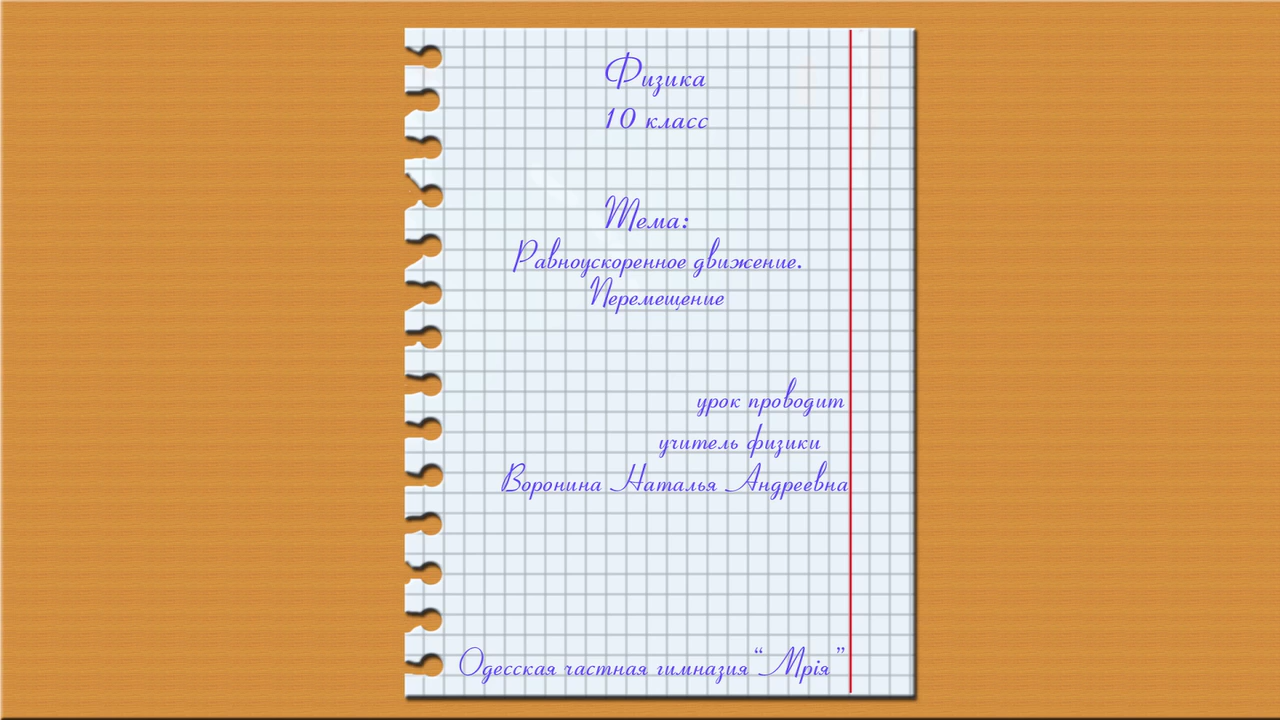 Физика
10 класс
Тема:
Равноускоренное движение.
Перемещение
урок проводит
учитель физики
Воронина Наталья Андреевна
Одесская частная гимназия “Мрія”